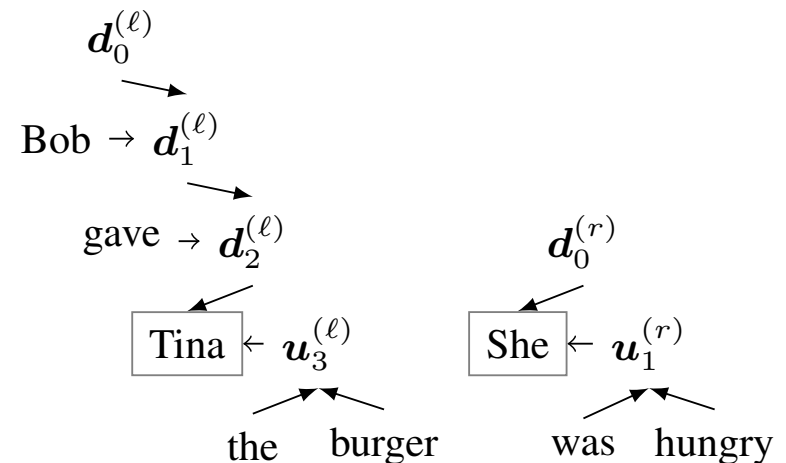 d_0^{(ℓ)}
Bob → d_1^{(ℓ)}
gave → d_2^{(ℓ)} d_0^{(r)}
Tina ← u_3^{(ℓ)} She ← u_1^{(r)}
the burger was hungry